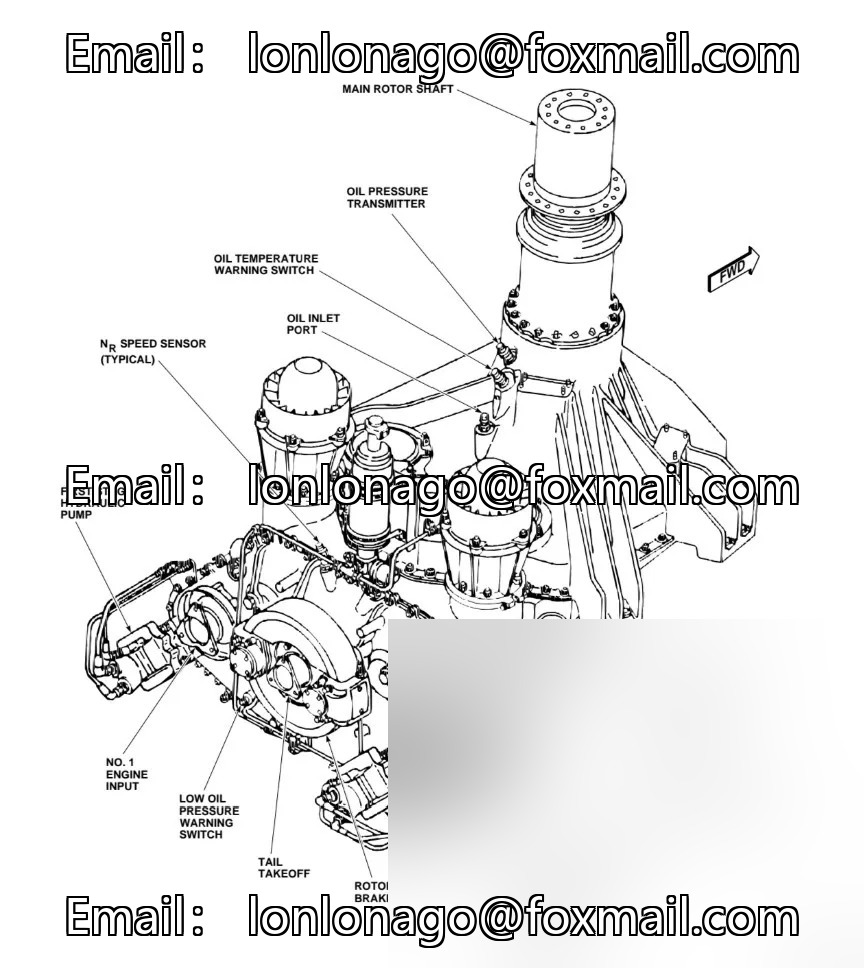 Email： lonlonago@foxmail.com
MAIN ROTOR SHAFT
OIL PRESSURE
TRANSMITTER
OIL TEMPERATURE
WARNING SWITCH
FWD
OIL INLET
PORT
NR SPEED SENSOR
(TYPICAL)
Email： lonlonago@foxmail.com
PUMP
NO. 1
ENGINE
INPUT
LOW OIL
PRESSURE
WARNING
SWITCH
TAIL
TAKEOFF
Email： lonlonago@foxmail.com